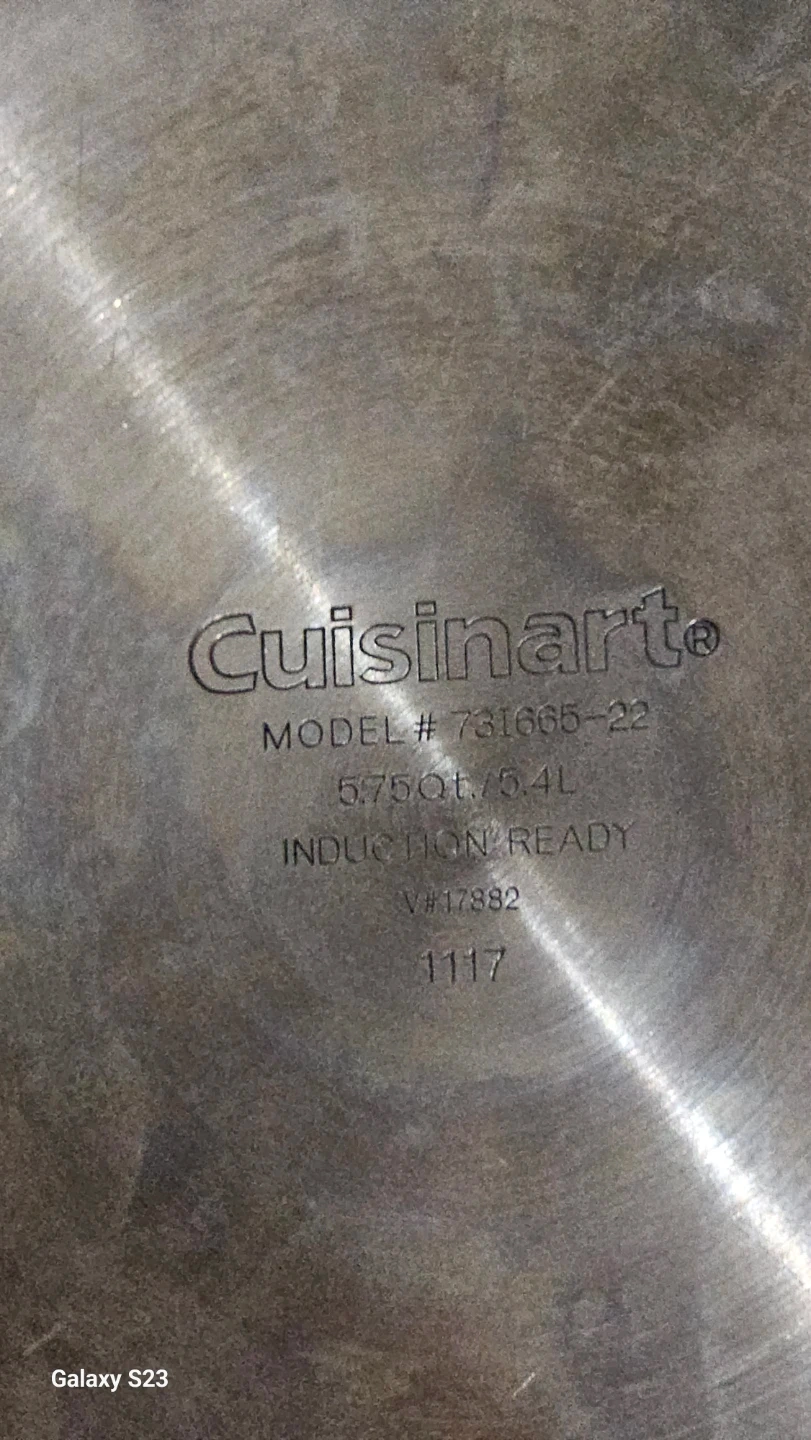 Cuisinart®
MODEL # 731665-22
5.75Qt./5.4L
INDUCTION READY
V#17882
1117
Galaxy S23